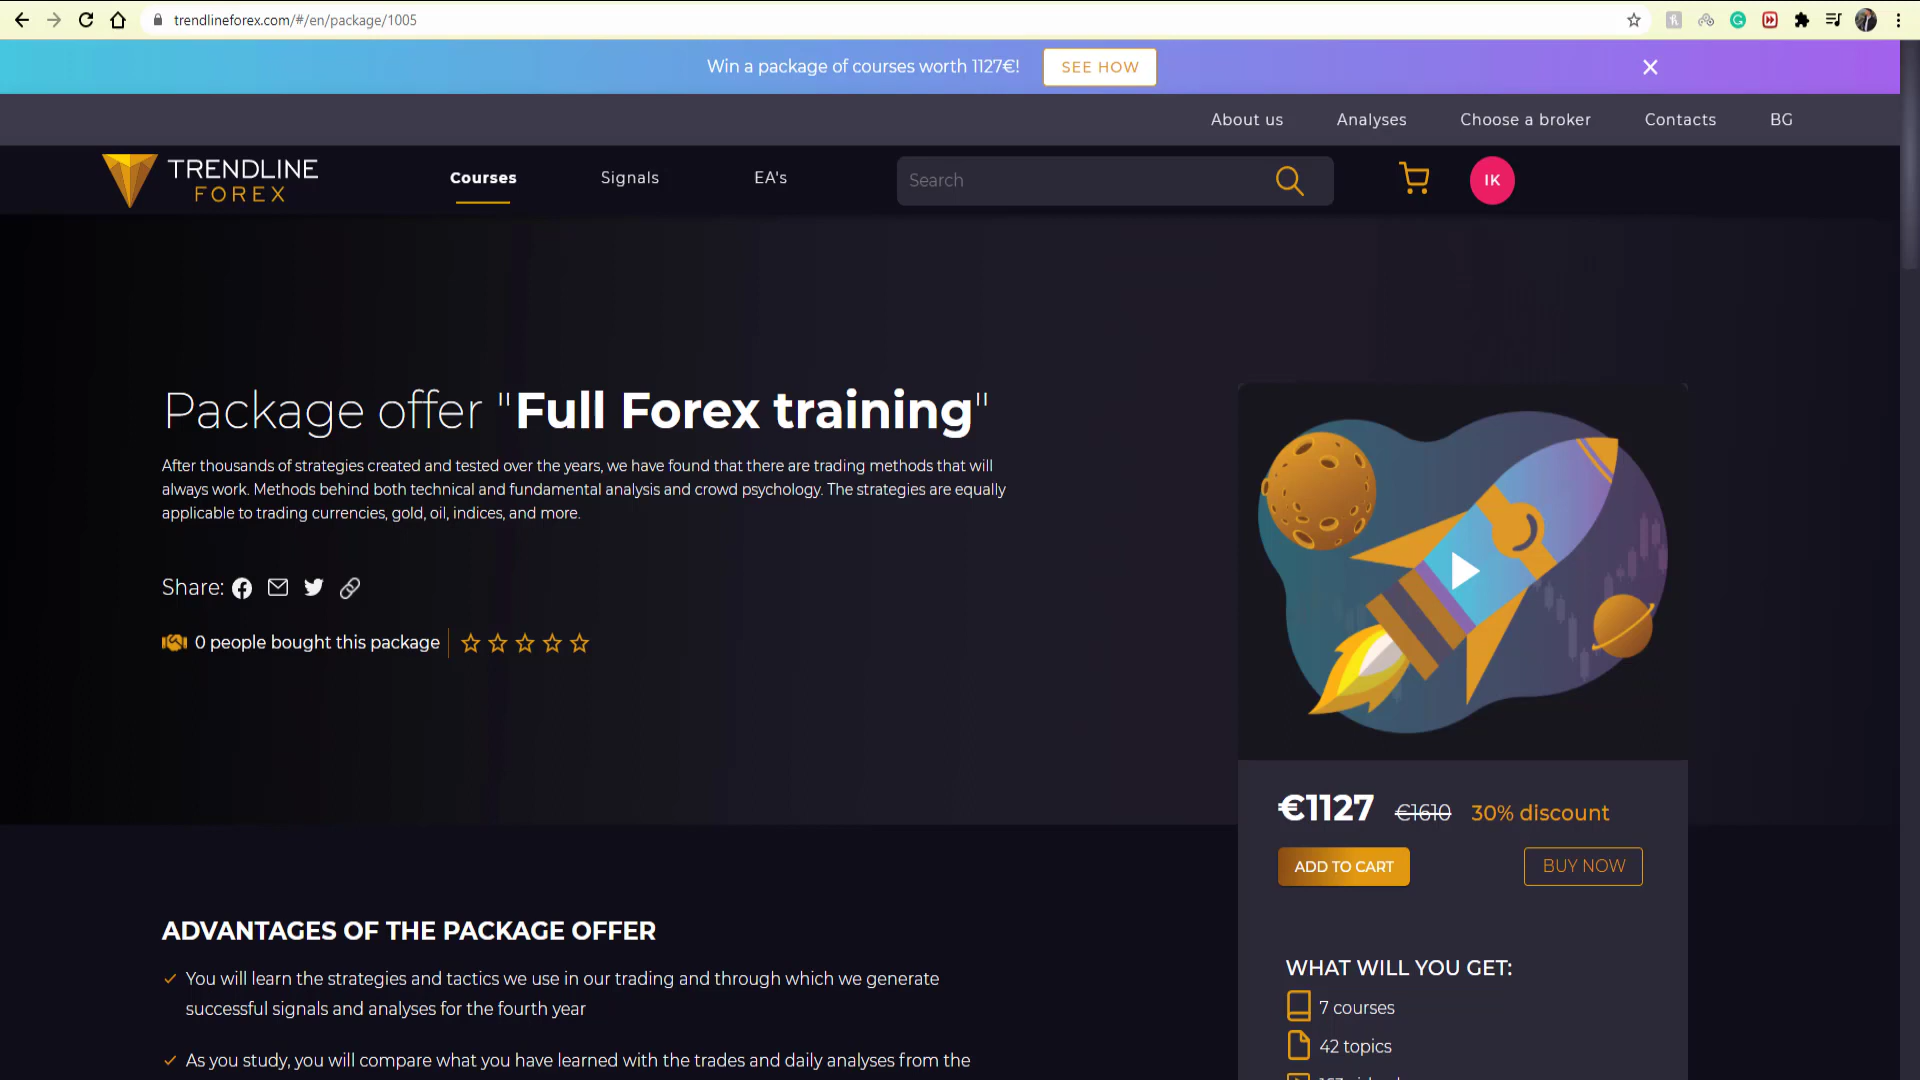 trendlineforex.com/#/en/package/1005
Win a package of courses worth 1127€!
SEE HOW
About us
Analyses
Choose a broker
Contacts
BG
TRENDLINE
FOREX
Courses
Signals
EA's
Search
IK
Package offer "Full Forex training"
After thousands of strategies created and tested over the years, we have found that there are trading methods that will
always work. Methods behind both technical and fundamental analysis and crowd psychology. The strategies are equally
applicable to trading currencies, gold, oil, indices, and more.
Share:
0 people bought this package
€1127 €1610 30% discount
ADD TO CART
BUY NOW
ADVANTAGES OF THE PACKAGE OFFER
You will learn the strategies and tactics we use in our trading and through which we generate
successful signals and analyses for the fourth year
As you study, you will compare what you have learned with the trades and daily analyses from the
WHAT WILL YOU GET:
7 courses
42 topics